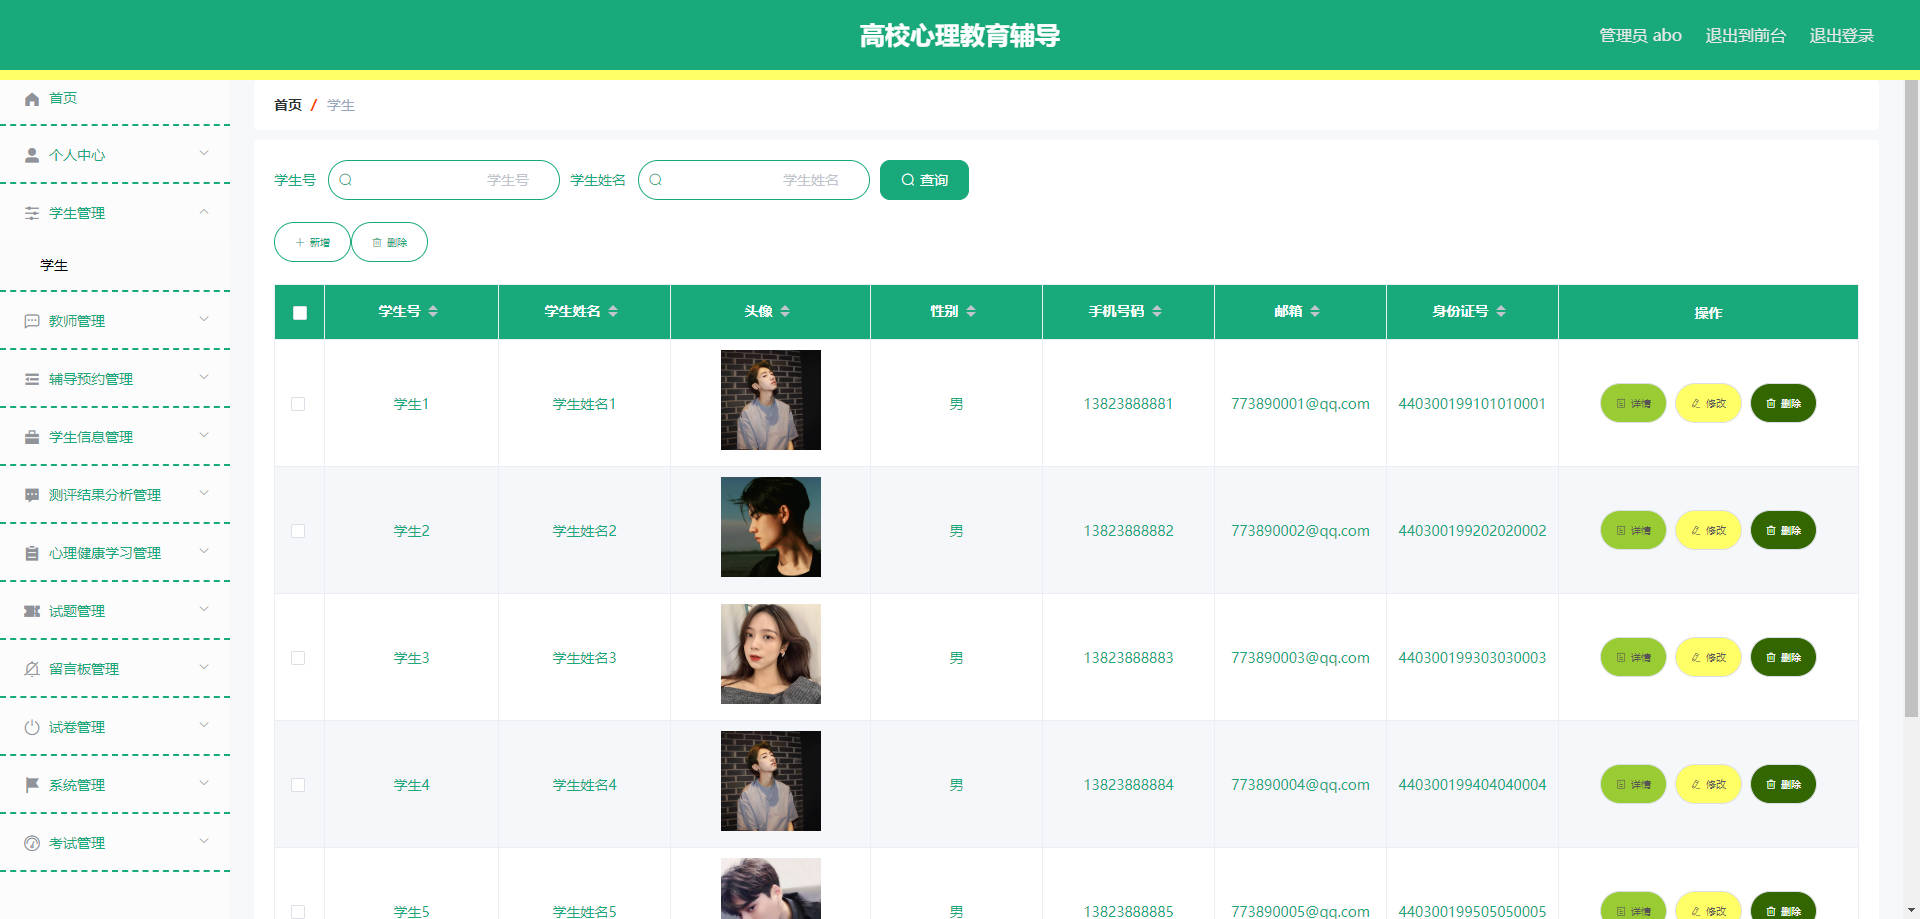 高校心理教育辅导
管理员 abo 退出到前台 退出登录
首页
个人中心
学生管理
学生
教师管理
辅导预约管理
学生信息管理
测评结果分析管理
心理健康学习管理
试题管理
留言板管理
试卷管理
系统管理
考试管理
首页 / 学生
学生号 学生号 学生姓名 学生姓名 查询
新增 删除
学生号 学生姓名 头像 性别 手机号码 邮箱 身份证号 操作
学生1 学生姓名1 男 13823888881 773890001@qq.com 440300199101010001 详情 修改 删除
学生2 学生姓名2 男 13823888882 773890002@qq.com 440300199202020002 详情 修改 删除
学生3 学生姓名3 男 13823888883 773890003@qq.com 440300199303030003 详情 修改 删除
学生4 学生姓名4 男 13823888884 773890004@qq.com 440300199404040004 详情 修改 删除
学生5 学生姓名5 男 13823888885 773890005@qq.com 440300199505050005 详情 修改 删除